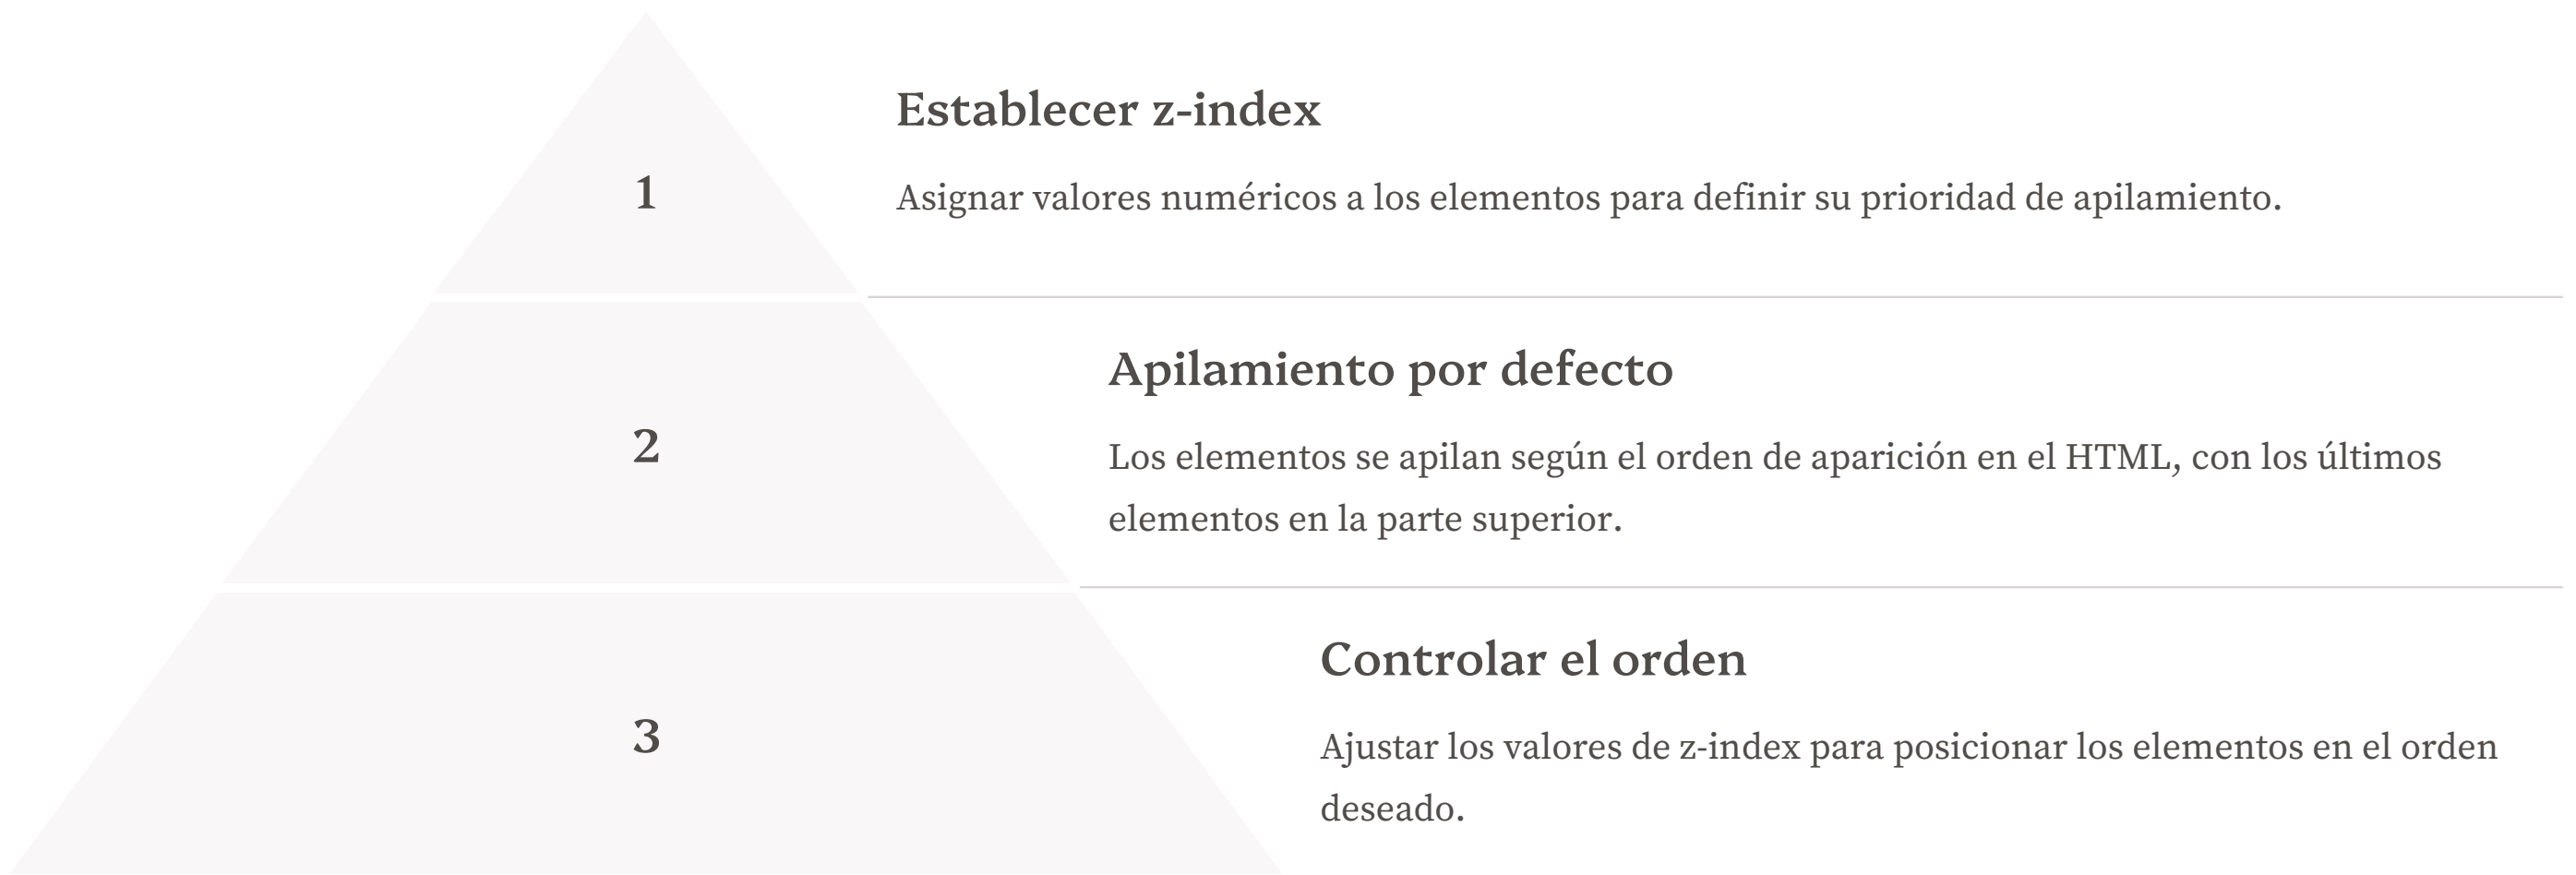 1
Establecer z-index
Asignar valores numéricos a los elementos para definir su prioridad de apilamiento.
2
Apilamiento por defecto
Los elementos se apilan según el orden de aparición en el HTML, con los últimos
elementos en la parte superior.
3
Controlar el orden
Ajustar los valores de z-index para posicionar los elementos en el orden
deseado.